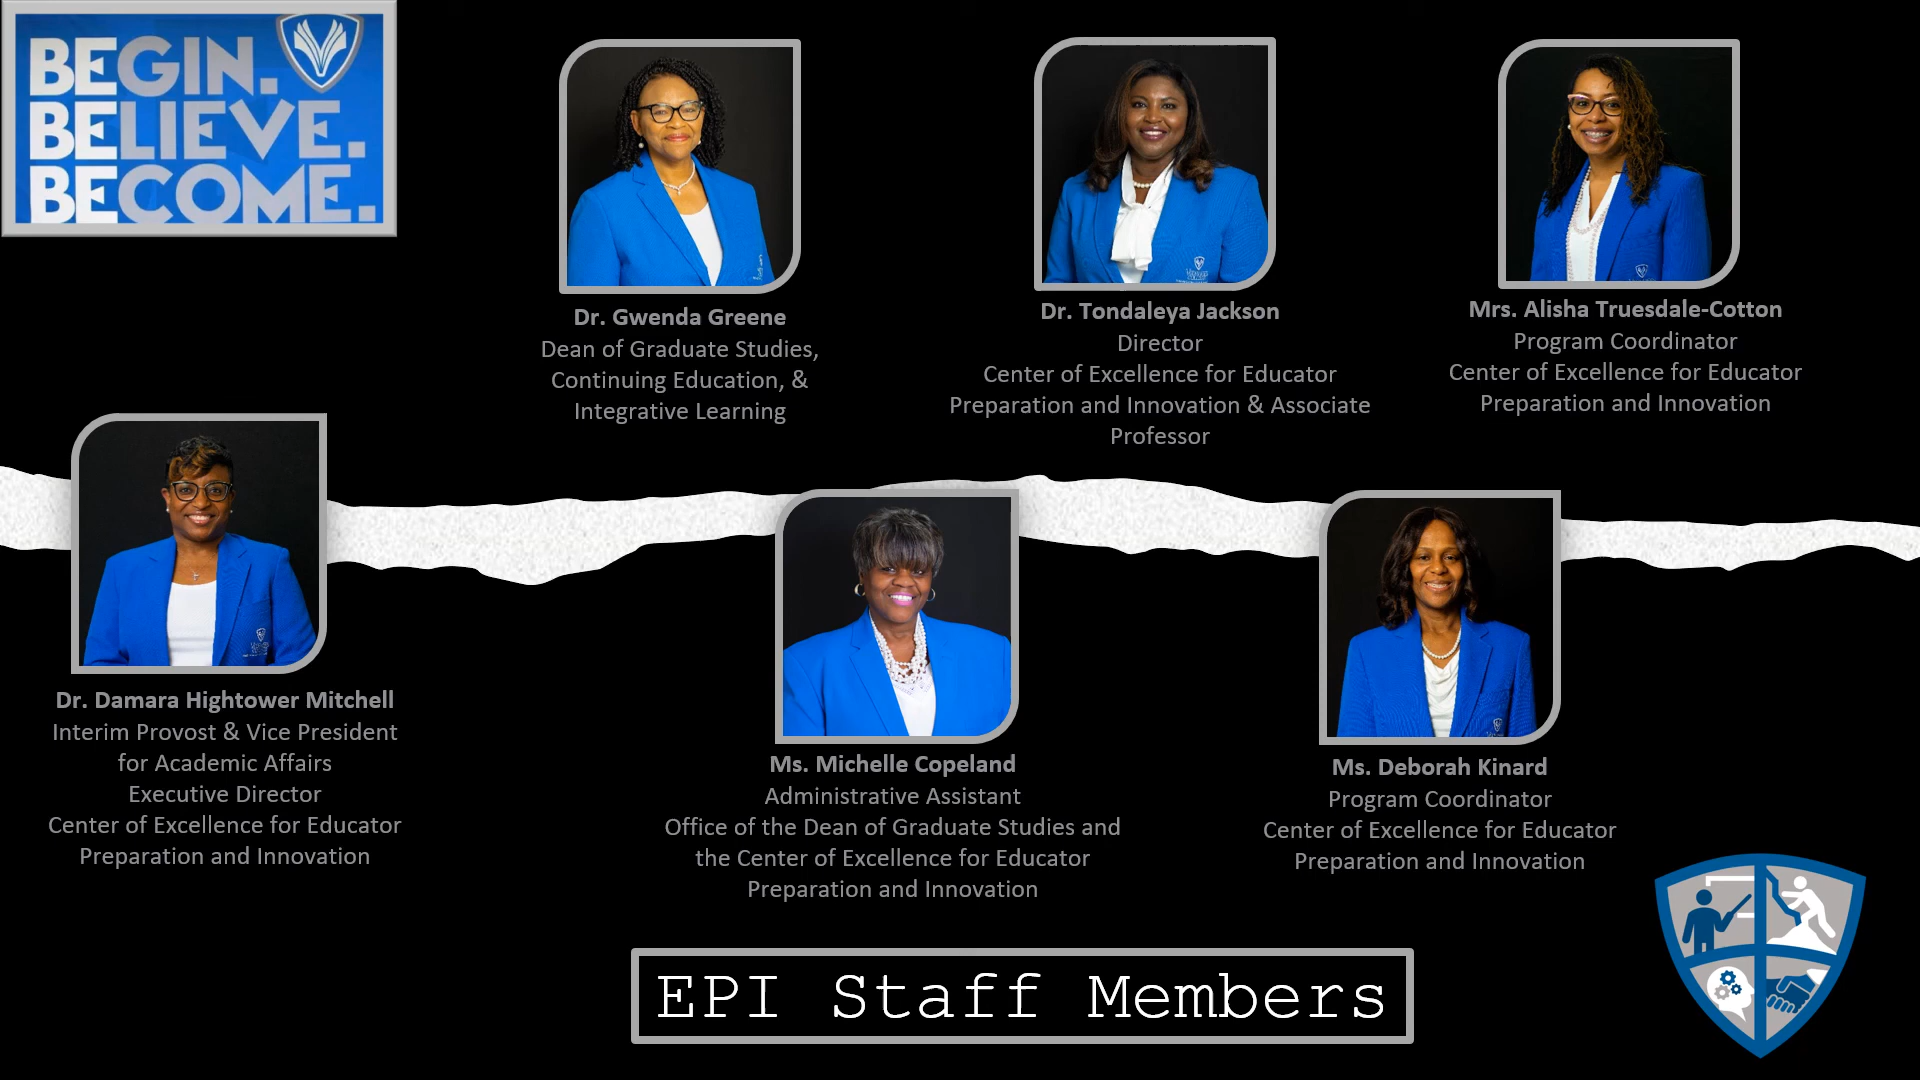 BEGIN.
BELIEVE.
BECOME.
Dr. Gwenda Greene
Dean of Graduate Studies,
Continuing Education, &
Integrative Learning
Dr. Tondaleya Jackson
Director
Center of Excellence for Educator
Preparation and Innovation & Associate
Professor
Mrs. Alisha Truesdale-Cotton
Program Coordinator
Center of Excellence for Educator
Preparation and Innovation
Dr. Damara Hightower Mitchell
Interim Provost & Vice President
for Academic Affairs
Executive Director
Center of Excellence for Educator
Preparation and Innovation
Ms. Michelle Copeland
Administrative Assistant
Office of the Dean of Graduate Studies and
the Center of Excellence for Educator
Preparation and Innovation
Ms. Deborah Kinard
Program Coordinator
Center of Excellence for Educator
Preparation and Innovation
EPI Staff Members